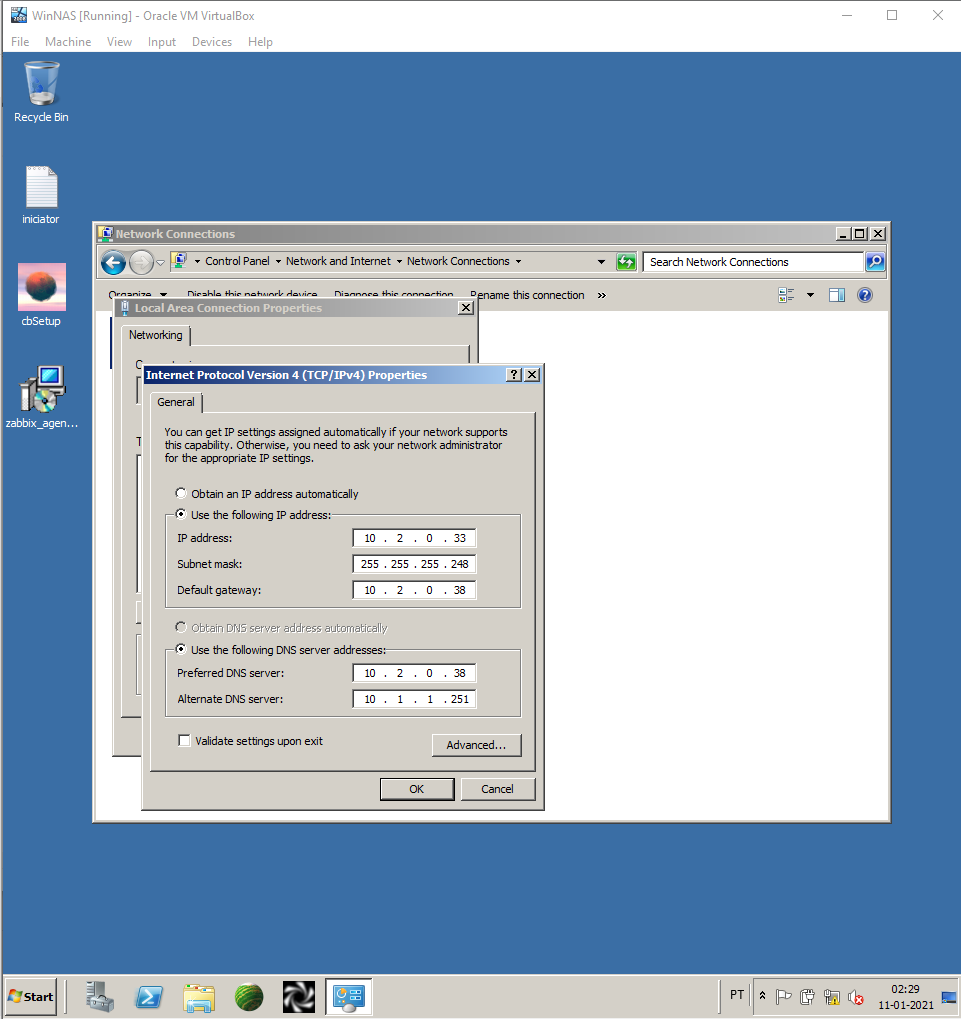 WinNAS [Running] - Oracle VM VirtualBox
File Machine View Input Devices Help
Recycle Bin
iniciator
cbSetup
zabbix_agen...
Network Connections
Control Panel Network and Internet Network Connections
Search Network Connections
Organize Disable this network device Diagnose this connection Rename this connection »
Local Area Connection Properties
Networking
Internet Protocol Version 4 (TCP/IPv4) Properties
General
You can get IP settings assigned automatically if your network supports
this capability. Otherwise, you need to ask your network administrator
for the appropriate IP settings.
Obtain an IP address automatically
Use the following IP address:
IP address: 10 . 2 . 0 . 33
Subnet mask: 255 . 255 . 255 . 248
Default gateway: 10 . 2 . 0 . 38
Obtain DNS server address automatically
Use the following DNS server addresses:
Preferred DNS server: 10 . 2 . 0 . 38
Alternate DNS server: 10 . 1 . 1 . 251
Validate settings upon exit
Advanced...
OK Cancel
Start
PT
02:29
11-01-2021